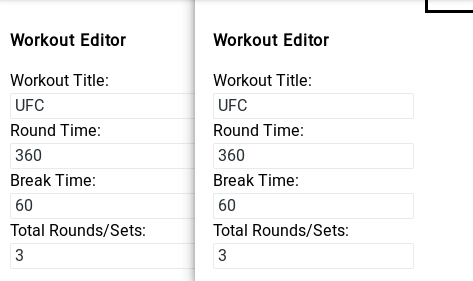 Workout Editor
Workout Title:
UFC
Round Time:
360
Break Time:
60
Total Rounds/Sets:
3
Workout Editor
Workout Title:
UFC
Round Time:
360
Break Time:
60
Total Rounds/Sets:
3